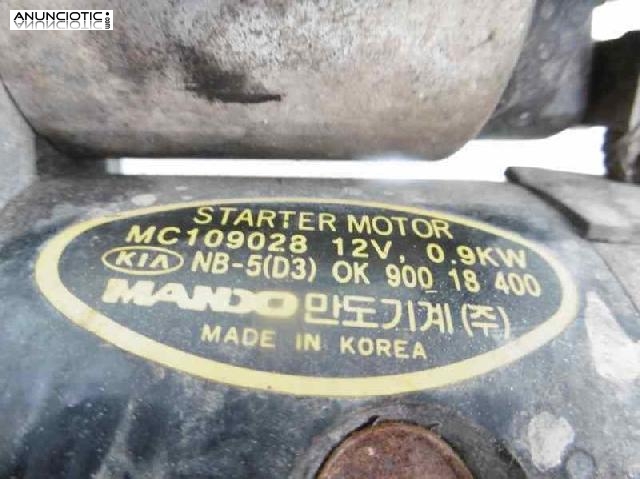 ANUNCIOTIC.COM
STARTER MOTOR
MC109028 12V, 0.9KW
KIA NB-5(D3) OK 900 18 400
MANDO 만도기계(주)
MADE IN KOREA